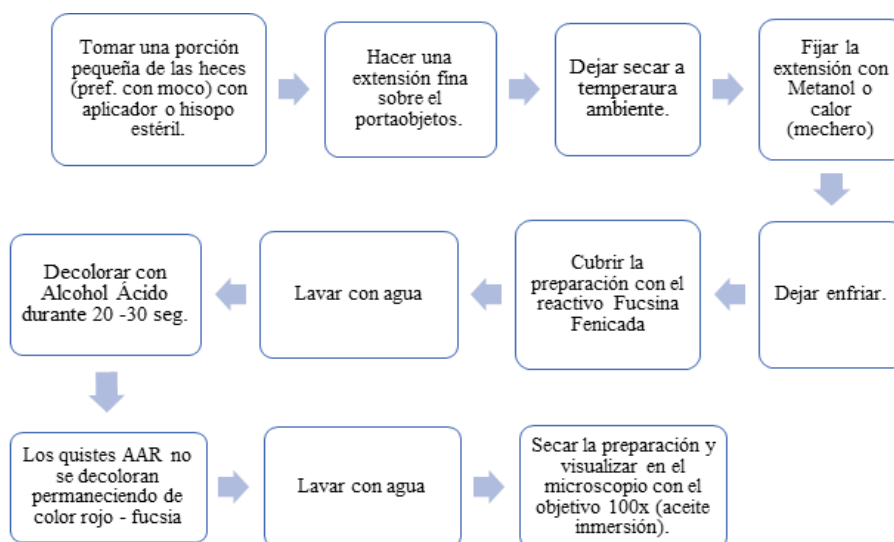 Tomar una porción
pequeña de las heces
(pref. con moco) con
aplicador o hisopo
estéril.
Hacer una
extensión fina
sobre el
portaobjetos.
Dejar secar a
temperaura
ambiente.
Fijar la
extensión con
Metanol o
calor
(mechero)
Dejar enfriar.
Cubrir la
preparación con el
reactivo Fucsina
Fenicada
Lavar con agua
Decolorar con
Alcohol Ácido
durante 20 -30 seg.
Los quistes AAR no
se decoloran
permaneciendo de
color rojo - fucsia
Lavar con agua
Secar la preparación y
visualizar en el
microscopio con el
objetivo 100x (aceite
inmersión).